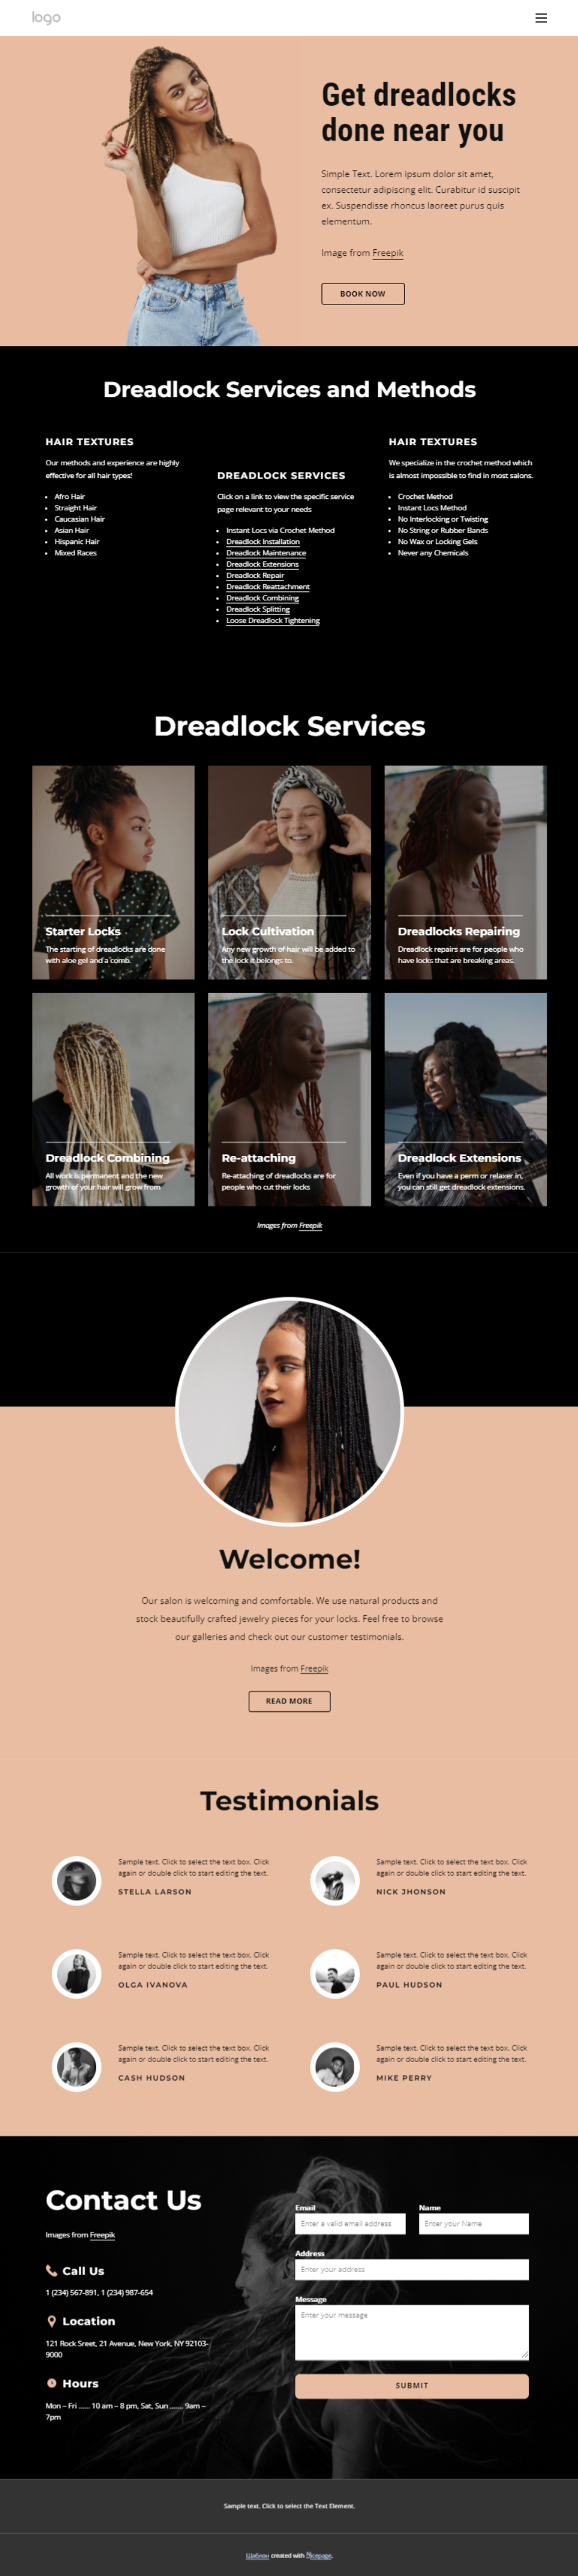 logo
Get dreadlocks
done near you
Simple Text. Lorem ipsum dolor sit amet,
consectetur adipiscing elit. Curabitur id suscipit
ex. Suspendisse rhoncus laoreet purus quis
elementum.
Image from Freepik
BOOK NOW
Dreadlock Services and Methods
HAIR TEXTURES
Our methods and experience are highly
effective for all hair types!
Afro Hair
Straight Hair
Caucasian Hair
Asian Hair
Hispanic Hair
Mixed Races
DREADLOCK SERVICES
Click on a link to view the specific service
page relevant to your needs
Instant Locs via Crochet Method
Dreadlock Installation
Dreadlock Maintenance
Dreadlock Extensions
Dreadlock Repair
Dreadlock Reattachment
Dreadlock Combining
Dreadlock Splitting
Loose Dreadlock Tightening
HAIR TEXTURES
We specialize in the crochet method which
is almost impossible to find in most salons.
Crochet Method
Instant Locs Method
No Interlocking or Twisting
No String or Rubber Bands
No Wax or Locking Gels
Never any Chemicals
Dreadlock Services
Starter Locks
The starting of dreadlocks are done
with aloe gel and a comb.
Lock Cultivation
Any new growth of hair will be added to
the lock it belongs to.
Dreadlocks Repairing
Dreadlock repairs are for people who
have locks that are breaking areas.
Dreadlock Combining
All work is permanent and the new
growth of your hair will grow from
Re-attaching
Re-attaching of dreadlocks are for
people who cut their locks
Dreadlock Extensions
Even if you have a perm or relaxer in,
you can still get dreadlock extensions.
Images from Freepik
Welcome!
Our salon is welcoming and comfortable. We use natural products and
stock beautifully crafted jewelry pieces for your locks. Feel free to browse
our galleries and check out our customer testimonials.
Images from Freepik
READ MORE
Testimonials
Sample text. Click to select the text box. Click
again or double click to start editing the text.
STELLA LARSON
Sample text. Click to select the text box. Click
again or double click to start editing the text.
NICK JHONSON
Sample text. Click to select the text box. Click
again or double click to start editing the text.
OLGA IVANOVA
Sample text. Click to select the text box. Click
again or double click to start editing the text.
PAUL HUDSON
Sample text. Click to select the text box. Click
again or double click to start editing the text.
CASH HUDSON
Sample text. Click to select the text box. Click
again or double click to start editing the text.
MIKE PERRY
Contact Us
Images from Freepik
Call Us
1 (234) 567-891, 1 (234) 987-654
Location
121 Rock Sreet, 21 Avenue, New York, NY 92103-
9000
Hours
Mon – Fri ...... 10 am – 8 pm, Sat, Sun ....... 9am –
7pm
Email
Name
Enter a valid email address
Enter your Name
Address
Enter your address
Message
Enter your message
SUBMIT
Sample text. Click to select the Text Element.
Шаблон created with Nicepage.